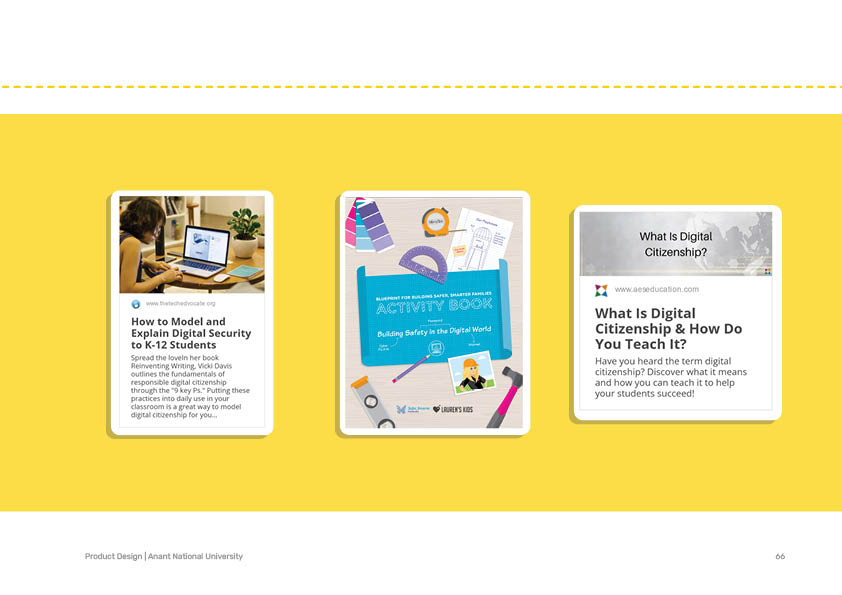 www.thetechedvocate.org
How to Model and
Explain Digital Security
to K-12 Students
Spread the loveIn her book
Reinventing Writing, Vicki Davis
outlines the fundamentals of
responsible digital citizenship
through the "9 key Ps." Putting these
practices into daily use in your
classroom is a great way to model
digital citizenship for you...
BLUEPRINT FOR BUILDING SAFER, SMARTER FAMILIES
ACTIVITY BOOK
Password
Building Safety in the Digital World
Internet
LAUREN'S KIDS
What Is Digital
Citizenship?
www.aeseducation.com
What Is Digital
Citizenship & How Do
You Teach It?
Have you heard the term digital
citizenship? Discover what it means
and how you can teach it to help
your students succeed!
Product Design | Anant National University
66